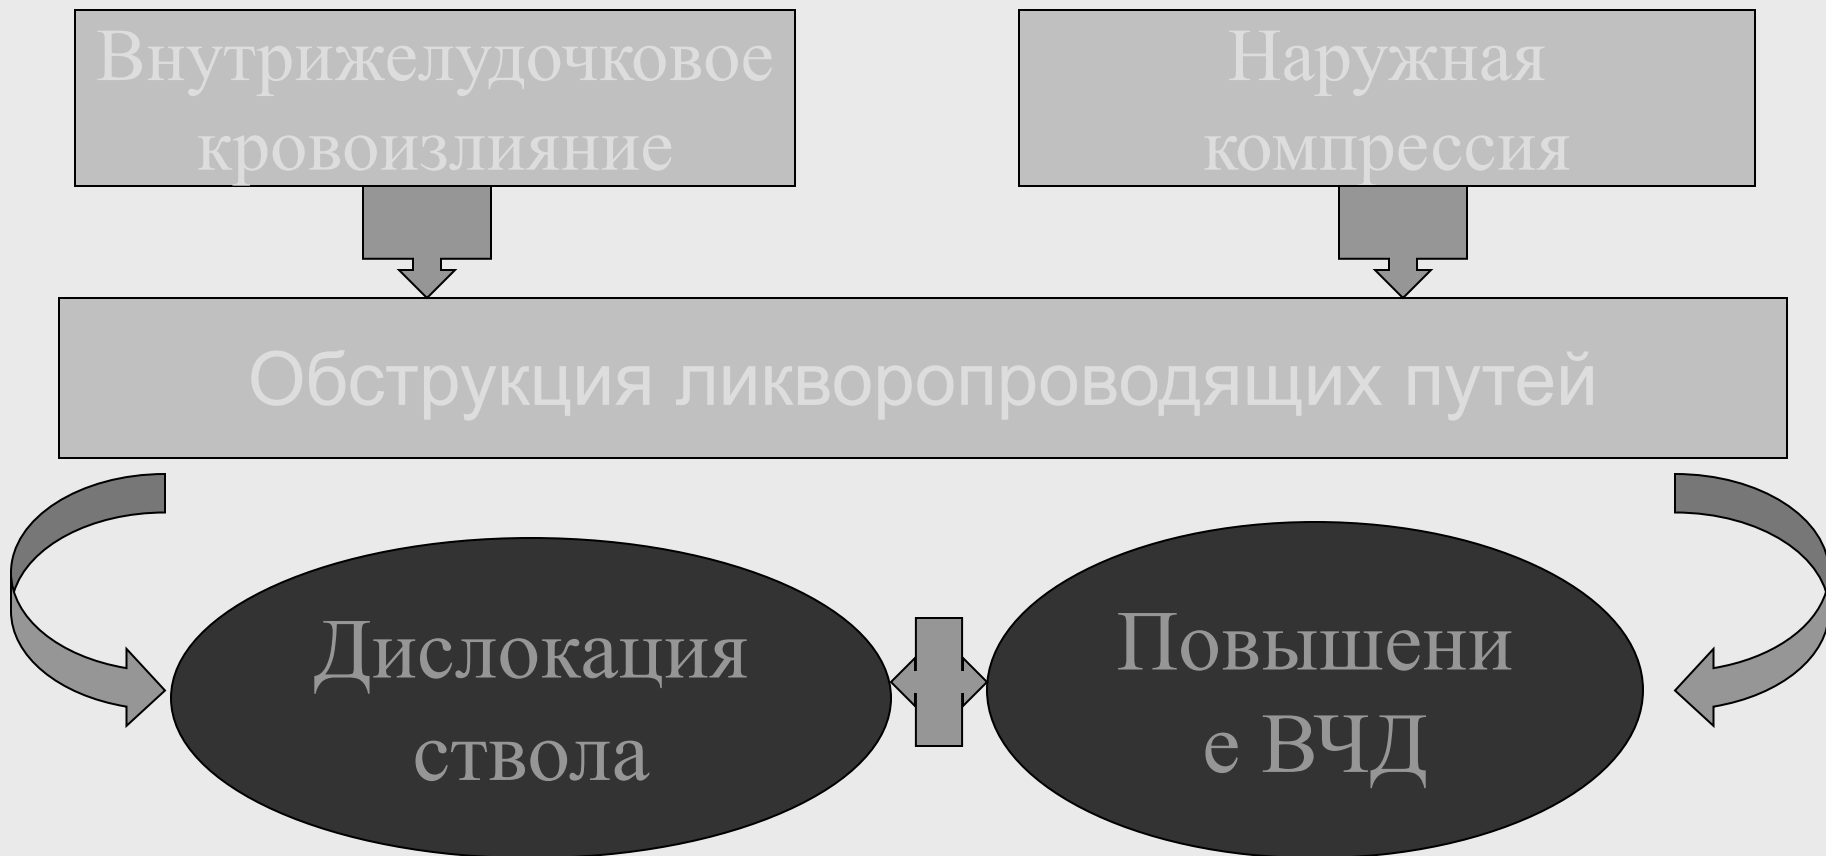 Внутрижелудочковое
кровоизлияние
Наружная
компрессия
Обструкция ликворопроводящих путей
Дислокация
ствола
Повышени
е ВЧД